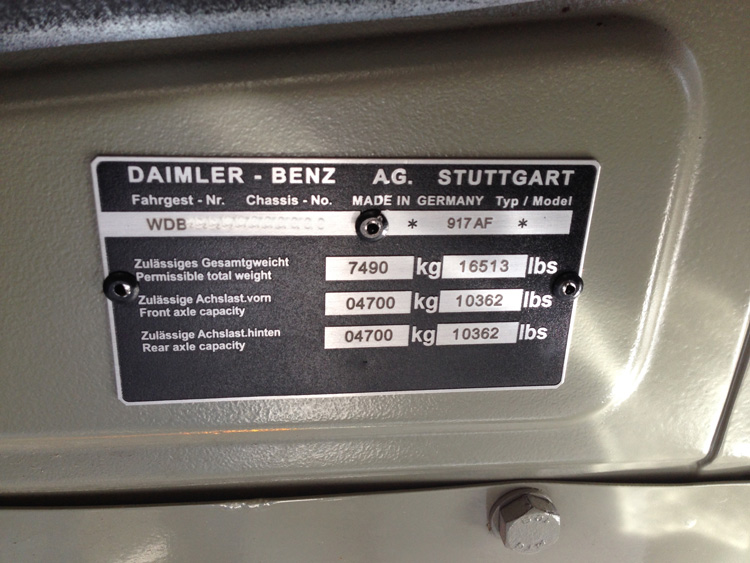 DAIMLER - BENZ AG. STUTTGART
Fahrgest - Nr. Chassis - No. MADE IN GERMANY Typ / Model
WDB * 917 AF *
Zulässiges Gesamtgweicht
Permissible total weight
7490 kg 16513 lbs
Zulässige Achslast.vorn
Front axle capacity
04700 kg 10362 lbs
Zulässige Achslast.hinten
Rear axle capacity
04700 kg 10362 lbs